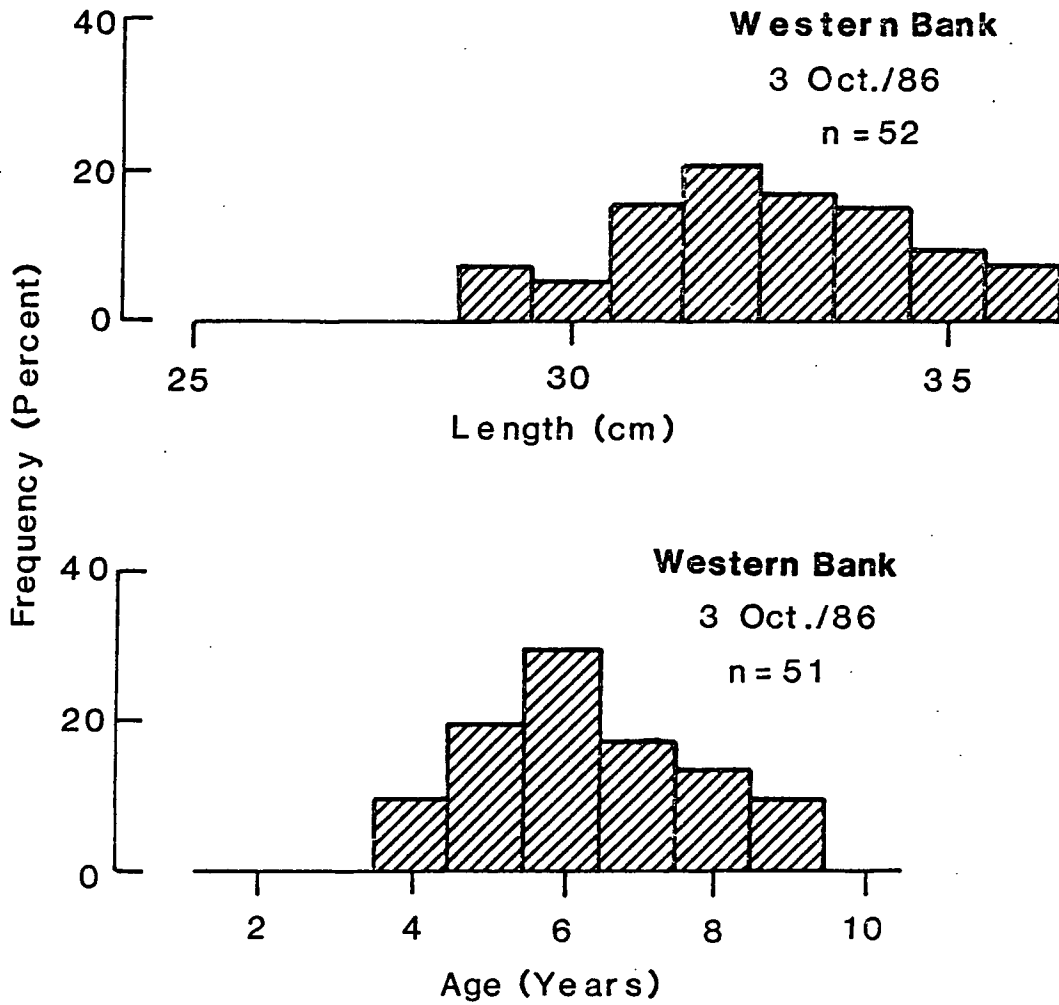 Frequency (Percent)
40
20
0
Western Bank
3 Oct./86
n = 52
25 30 35
Length (cm)
40
20
0
Western Bank
3 Oct./86
n = 51
2 4 6 8 10
Age (Years)